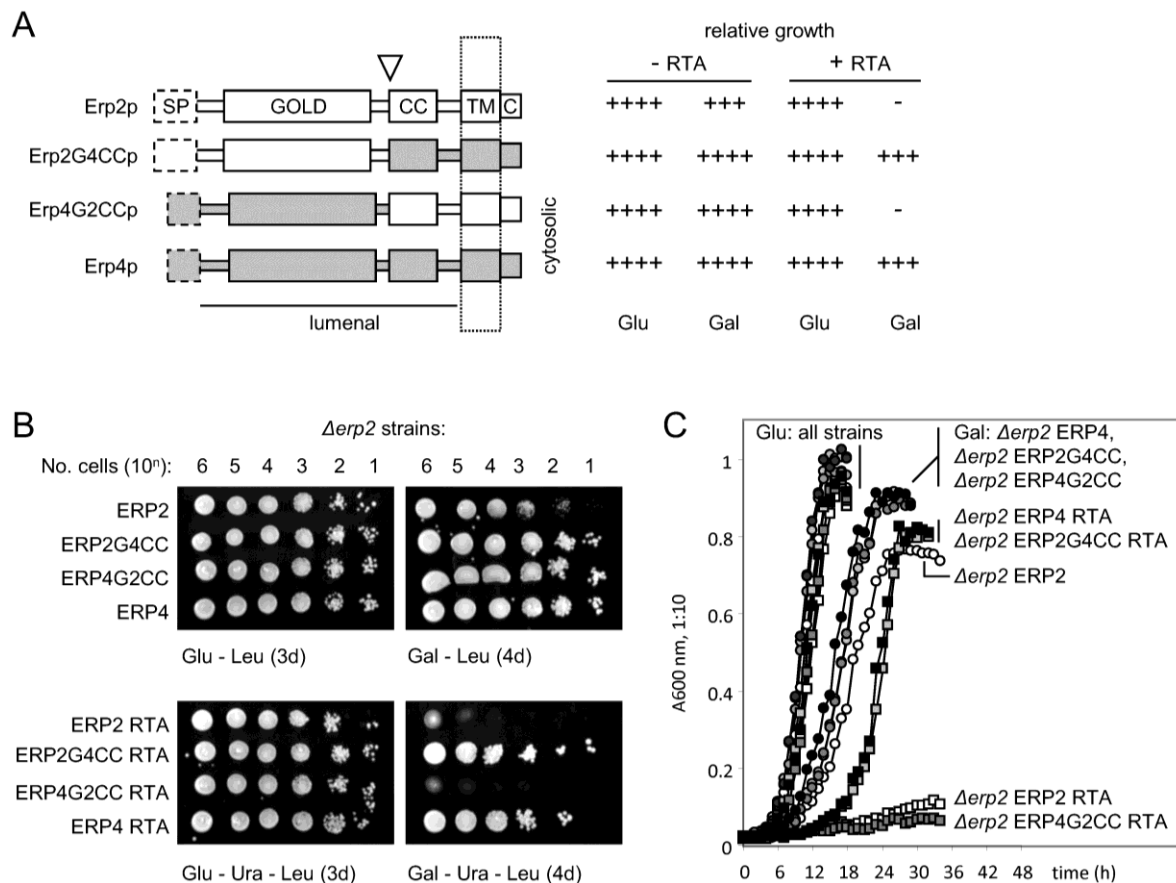 A
relative growth
- RTA + RTA
Erp2p SP GOLD CC TM C ++++ +++ ++++ -
Erp2G4CCp ++++ ++++ ++++ +++
Erp4G2CCp ++++ ++++ ++++ -
Erp4p ++++ ++++ ++++ +++
cytosolic
lumenal Glu Gal Glu Gal
B
Δerp2 strains:
No. cells (10ⁿ): 6 5 4 3 2 1 6 5 4 3 2 1
ERP2
ERP2G4CC
ERP4G2CC
ERP4
Glu - Leu (3d) Gal - Leu (4d)
ERP2 RTA
ERP2G4CC RTA
ERP4G2CC RTA
ERP4 RTA
Glu - Ura - Leu (3d) Gal - Ura - Leu (4d)
C
Glu: all strains
Gal: Δerp2 ERP4,
Δerp2 ERP2G4CC,
Δerp2 ERP4G2CC
Δerp2 ERP4 RTA
Δerp2 ERP2G4CC RTA
Δerp2 ERP2
Δerp2 ERP2 RTA
Δerp2 ERP4G2CC RTA
A600 nm, 1:10
1
0.8
0.6
0.4
0.2
0
0 6 12 18 24 30 36 42 48 time (h)